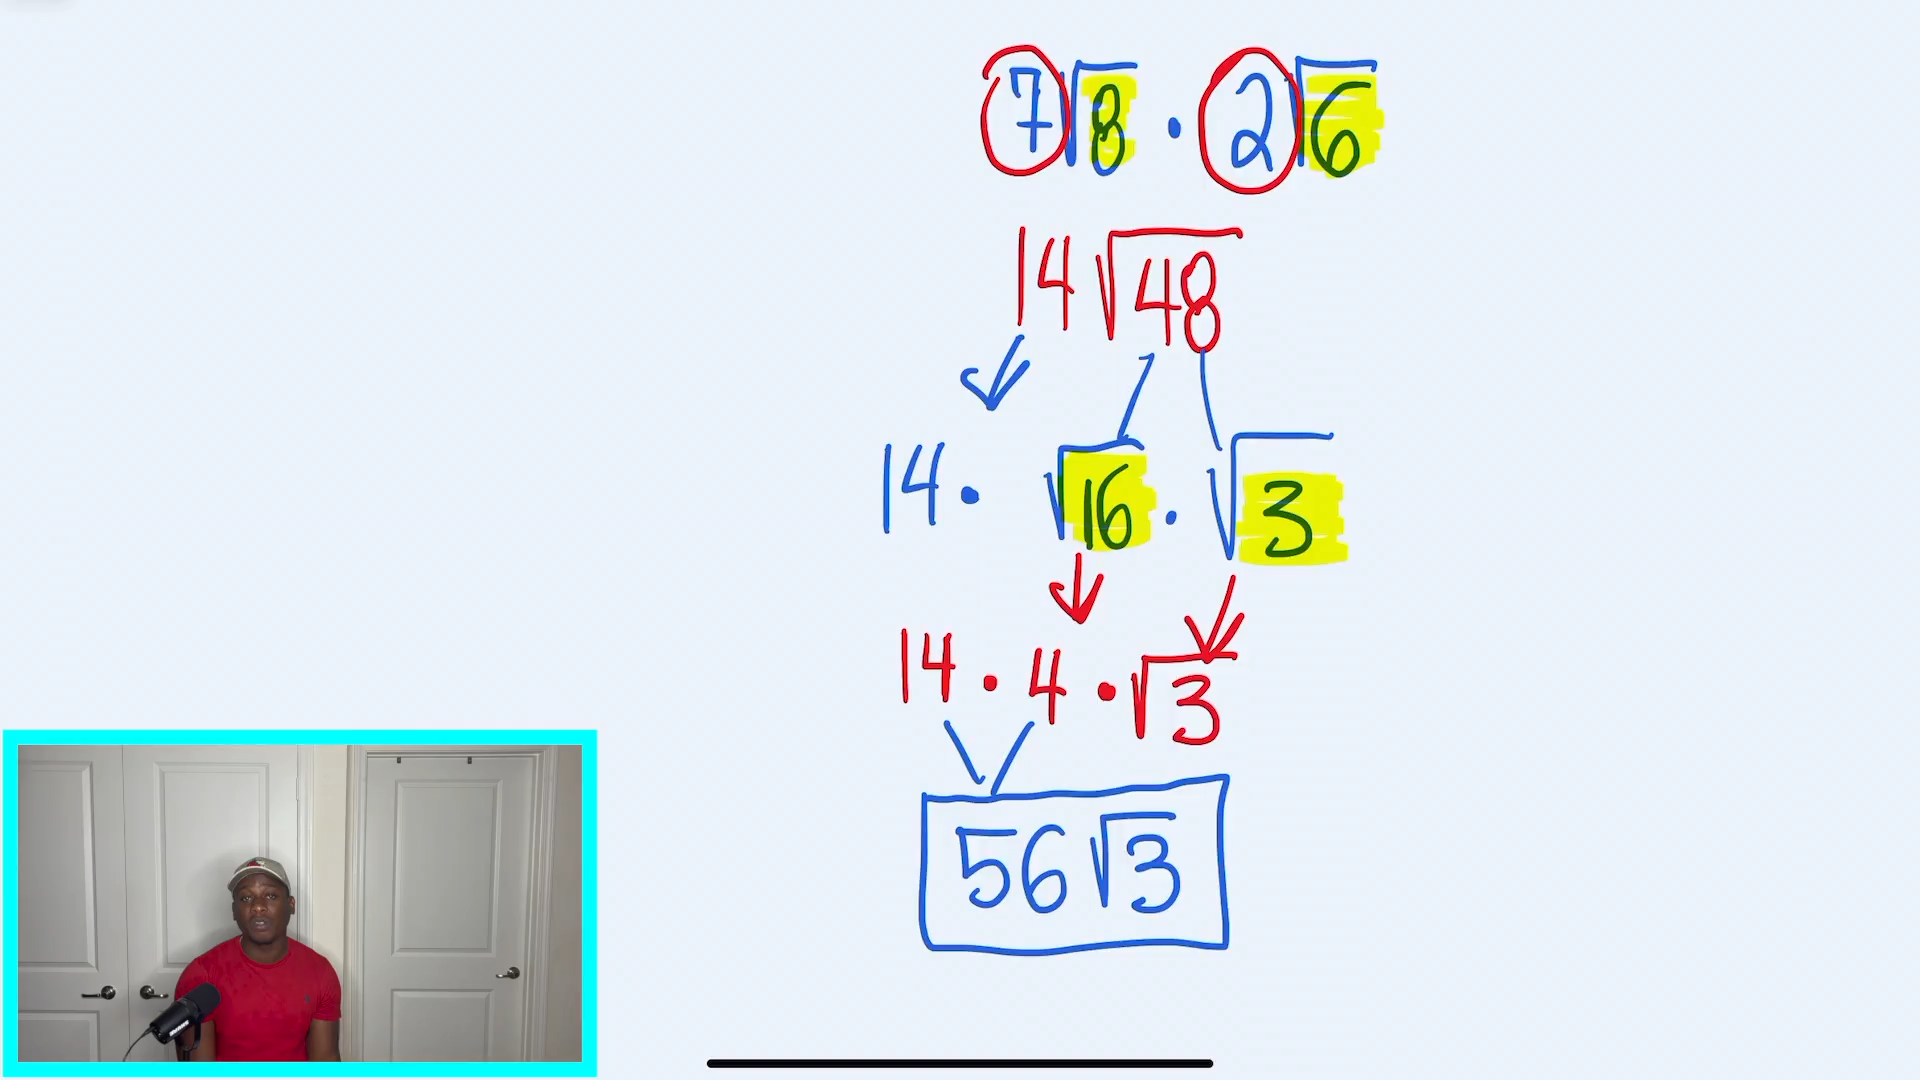 7√8 · 2√6
14√48
14 · √16 · √3
14 · 4 · √3
56√3